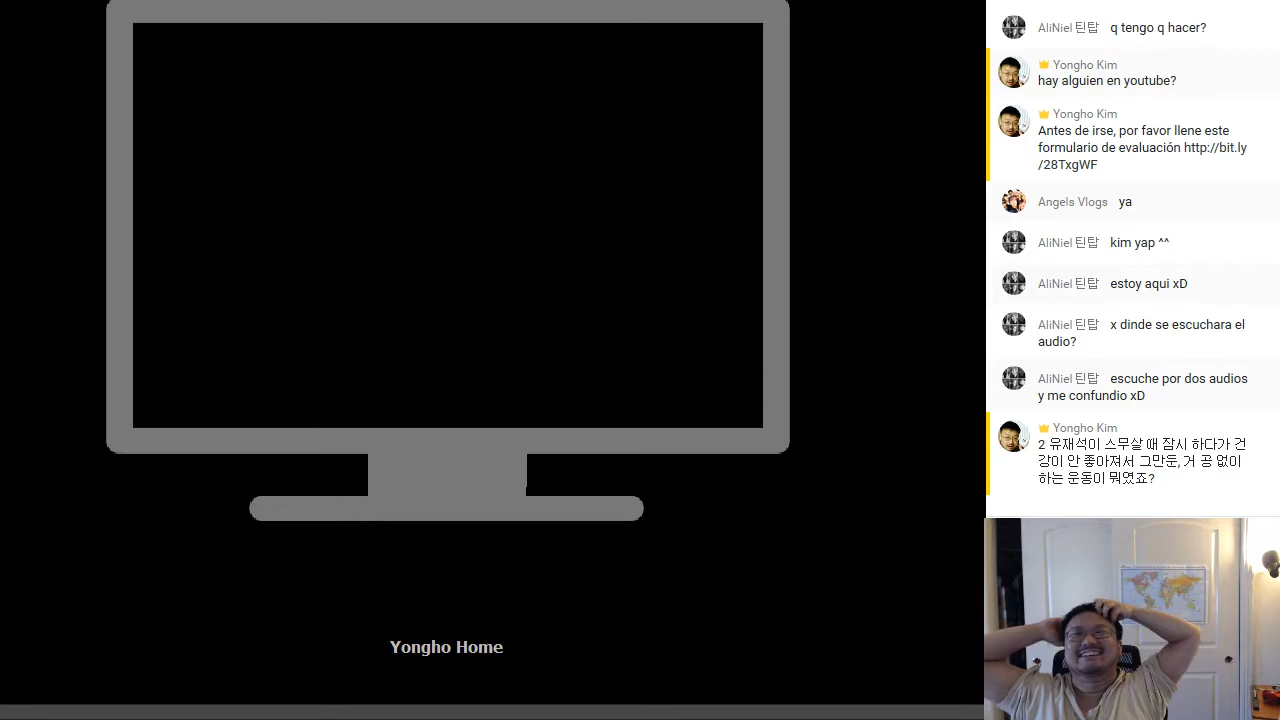 AliNiel 틴탑 q tengo q hacer?
Yongho Kim
hay alguien en youtube?
Yongho Kim
Antes de irse, por favor llene este
formulario de evaluación http://bit.ly
/28TxgWF
Angels Vlogs ya
AliNiel 틴탑 kim yap ^^
AliNiel 틴탑 estoy aqui xD
AliNiel 틴탑 x dinde se escuchara el
audio?
AliNiel 틴탑 escuche por dos audios
y me confundio xD
Yongho Kim
2 유재석이 스무살 때 잠시 하다가 건
강이 안 좋아져서 그만둔, 거 공 없이
하는 운동이 뭐였죠?
Yongho Home